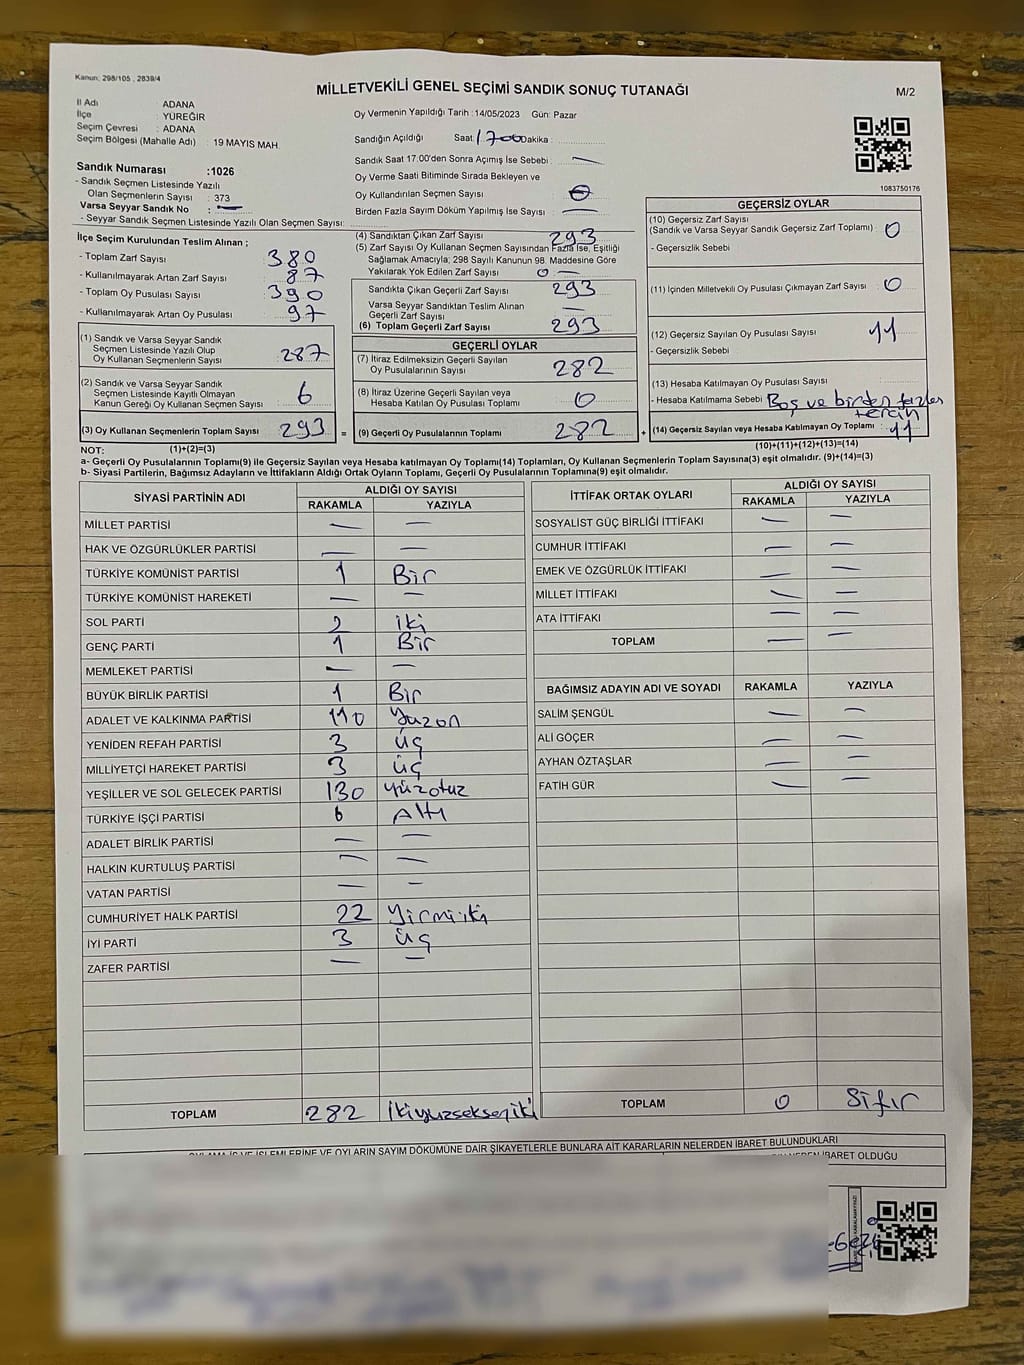 Kanun; 298/105 , 2839/4
MİLLETVEKİLİ GENEL SEÇİMİ SANDIK SONUÇ TUTANAĞI
M/2
İl Adı : ADANA
İlçe : YÜREĞİR
Seçim Çevresi : ADANA
Seçim Bölgesi (Mahalle Adı) : 19 MAYIS MAH.
Oy Vermenin Yapıldığı Tarih : 14/05/2023 Gün: Pazar
Sandığın Açıldığı Saat: 1700 Dakika :
Sandık Saat 17:00'den Sonra Açımış İse Sebebi : —
Oy Verme Saati Bitiminde Sırada Bekleyen ve
Oy Kullandırılan Seçmen Sayısı
Birden Fazla Sayım Döküm Yapılmış İse Sayısı : —
Sandık Numarası :1026
- Sandık Seçmen Listesinde Yazılı
Olan Seçmenlerin Sayısı : 373
Varsa Seyyar Sandık No : —
- Seyyar Sandık Seçmen Listesinde Yazılı Olan Seçmen Sayısı:
İlçe Seçim Kurulundan Teslim Alınan ;
- Toplam Zarf Sayısı : 380
- Kullanılmayarak Artan Zarf Sayısı : 87
- Toplam Oy Pusulası Sayısı : 390
- Kullanılmayarak Artan Oy Pusulası : 97
(1) Sandık ve Varsa Seyyar Sandık
Seçmen Listesinde Yazılı Olup
Oy Kullanan Seçmenlerin Sayısı : 287
(2) Sandık ve Varsa Seyyar Sandık
Seçmen Listesinde Kayıtlı Olmayan
Kanun Gereği Oy Kullanan Seçmen Sayısı : 6
(3) Oy Kullanan Seçmenlerin Toplam Sayısı : 293
(4) Sandıktan Çıkan Zarf Sayısı : 293
(5) Zarf Sayısı Oy Kullanan Seçmen Sayısından Fazla İse, Eşitliği
Sağlamak Amacıyla; 298 Sayılı Kanunun 98. Maddesine Göre
Yakılarak Yok Edilen Zarf Sayısı : 0 —
Sandıkta Çıkan Geçerli Zarf Sayısı : 293
Varsa Seyyar Sandıktan Teslim Alınan
Geçerli Zarf Sayısı : —
(6) Toplam Geçerli Zarf Sayısı : 293
GEÇERLİ OYLAR
(7) İtiraz Edilmeksizin Geçerli Sayılan
Oy Pusulalarının Sayısı : 282
(8) İtiraz Üzerine Geçerli Sayılan veya
Hesaba Katılan Oy Pusulası Toplamı : 0
= (9) Geçerli Oy Pusulalarının Toplamı : 282 +
1083750176
GEÇERSİZ OYLAR
(10) Geçersiz Zarf Sayısı
(Sandık ve Varsa Seyyar Sandık Geçersiz Zarf Toplamı) : 0
- Geçersizlik Sebebi
(11) İçinden Milletvekili Oy Pusulası Çıkmayan Zarf Sayısı : 0
(12) Geçersiz Sayılan Oy Pusulası Sayısı : 11
- Geçersizlik Sebebi
(13) Hesaba Katılmayan Oy Pusulası Sayısı :
- Hesaba Katılmama Sebebi Boş ve birden fazla
tercih
(14) Geçersiz Sayılan veya Hesaba Katılmayan Oy Toplamı : 11
NOT: (1)+(2)=(3)
(10)+(11)+(12)+(13)=(14)
a- Geçerli Oy Pusulalarının Toplamı(9) ile Geçersiz Sayılan veya Hesaba katılmayan Oy Toplamı(14) Toplamları, Oy Kullanan Seçmenlerin Toplam Sayısına(3) eşit olmalıdır. (9)+(14)=(3)
b- Siyasi Partilerin, Bağımsız Adayların ve İttifakların Aldığı Ortak Oyların Toplamı, Geçerli Oy Pusulalarının Toplamına(9) eşit olmalıdır.
SİYASİ PARTİNİN ADI ALDIĞI OY SAYISI
RAKAMLA YAZIYLA
MİLLET PARTİSİ — —
HAK VE ÖZGÜRLÜKLER PARTİSİ — —
TÜRKİYE KOMÜNİST PARTİSİ 1 Bir
TÜRKİYE KOMÜNİST HAREKETİ — —
SOL PARTİ 2 iki
GENÇ PARTİ 1 Bir
MEMLEKET PARTİSİ — —
BÜYÜK BİRLİK PARTİSİ 1 Bir
ADALET VE KALKINMA PARTİSİ 110 Yüzon
YENİDEN REFAH PARTİSİ 3 üç
MİLLİYETÇİ HAREKET PARTİSİ 3 üç
YEŞİLLER VE SOL GELECEK PARTİSİ 130 yüzotuz
TÜRKİYE İŞÇİ PARTİSİ 6 Altı
ADALET BİRLİK PARTİSİ — —
HALKIN KURTULUŞ PARTİSİ — —
VATAN PARTİSİ — —
CUMHURİYET HALK PARTİSİ 22 Yirmiiki
İYİ PARTİ 3 üç
ZAFER PARTİSİ — —
TOPLAM 282 İkiyüzsekseniki
İTTİFAK ORTAK OYLARI ALDIĞI OY SAYISI
RAKAMLA YAZIYLA
SOSYALİST GÜÇ BİRLİĞİ İTTİFAKI — —
CUMHUR İTTİFAKI — —
EMEK VE ÖZGÜRLÜK İTTİFAKI — —
MİLLET İTTİFAKI — —
ATA İTTİFAKI — —
TOPLAM — —
BAĞIMSIZ ADAYIN ADI VE SOYADI RAKAMLA YAZIYLA
SALİM ŞENGÜL — —
ALİ GÖÇER — —
AYHAN ÖZTAŞLAR — —
FATİH GÜR — —
TOPLAM 0 Sıfır
OYLAMA İŞ VE İŞLEMLERİNE VE OYLARIN SAYIM DÖKÜMÜNE DAİR ŞİKAYETLERLE BUNLARA AİT KARARLARIN NELERDEN İBARET BULUNDUKLARI
İBARET OLDUĞU